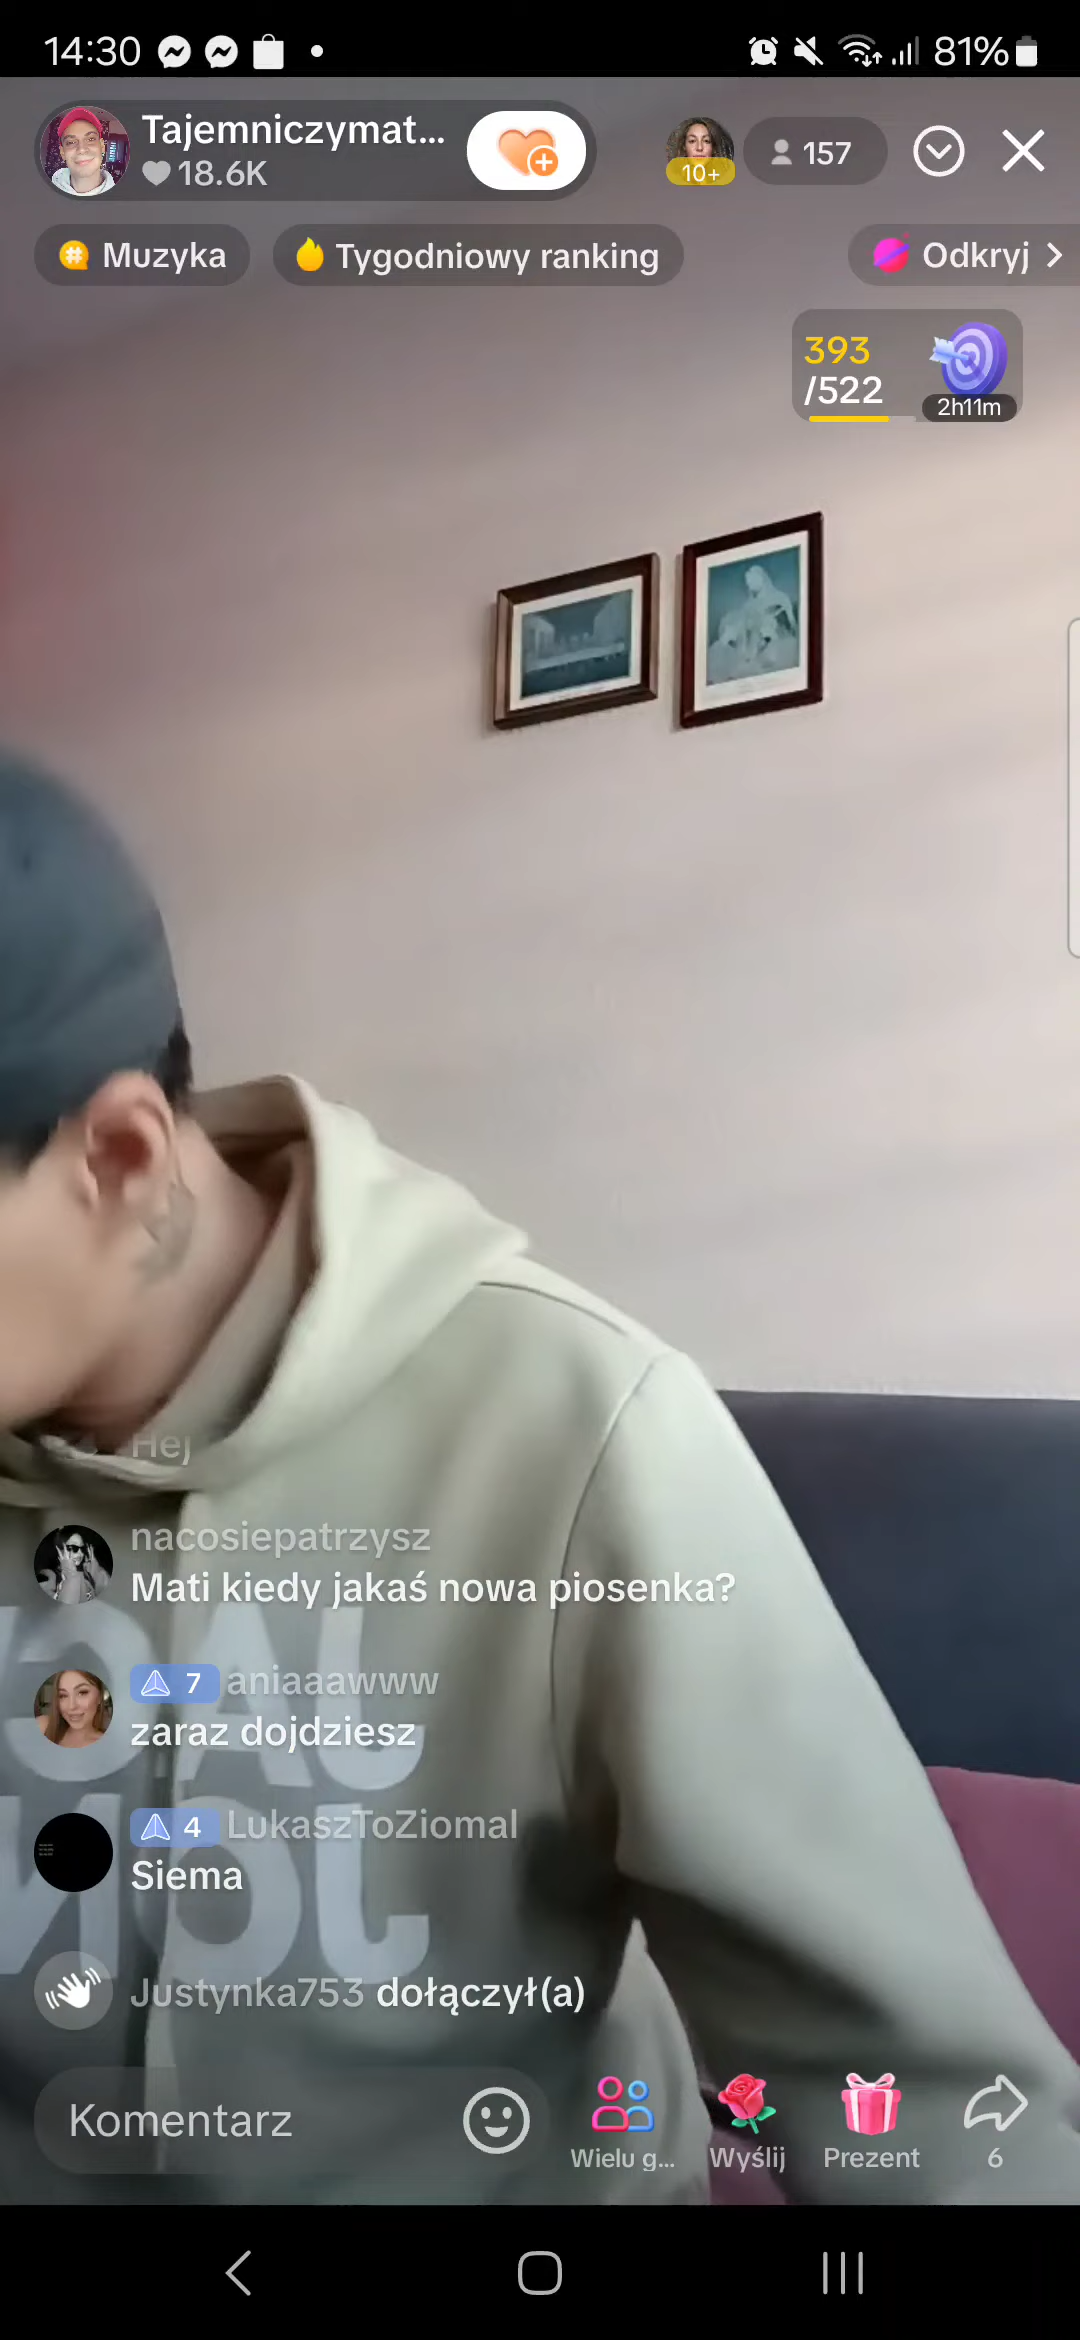 14:30
81%
Tajemniczymat...
18.6K
10+
157
Muzyka
Tygodniowy ranking
Odkryj
393
/522
2h11m
Hej
nacosiepatrzysz
Mati kiedy jakaś nowa piosenka?
7 aniaaawww
zaraz dojdziesz
4 LukaszToZiomal
Siema
Justynka753 dołączył(a)
Komentarz
Wielu g...
Wyślij
Prezent
6